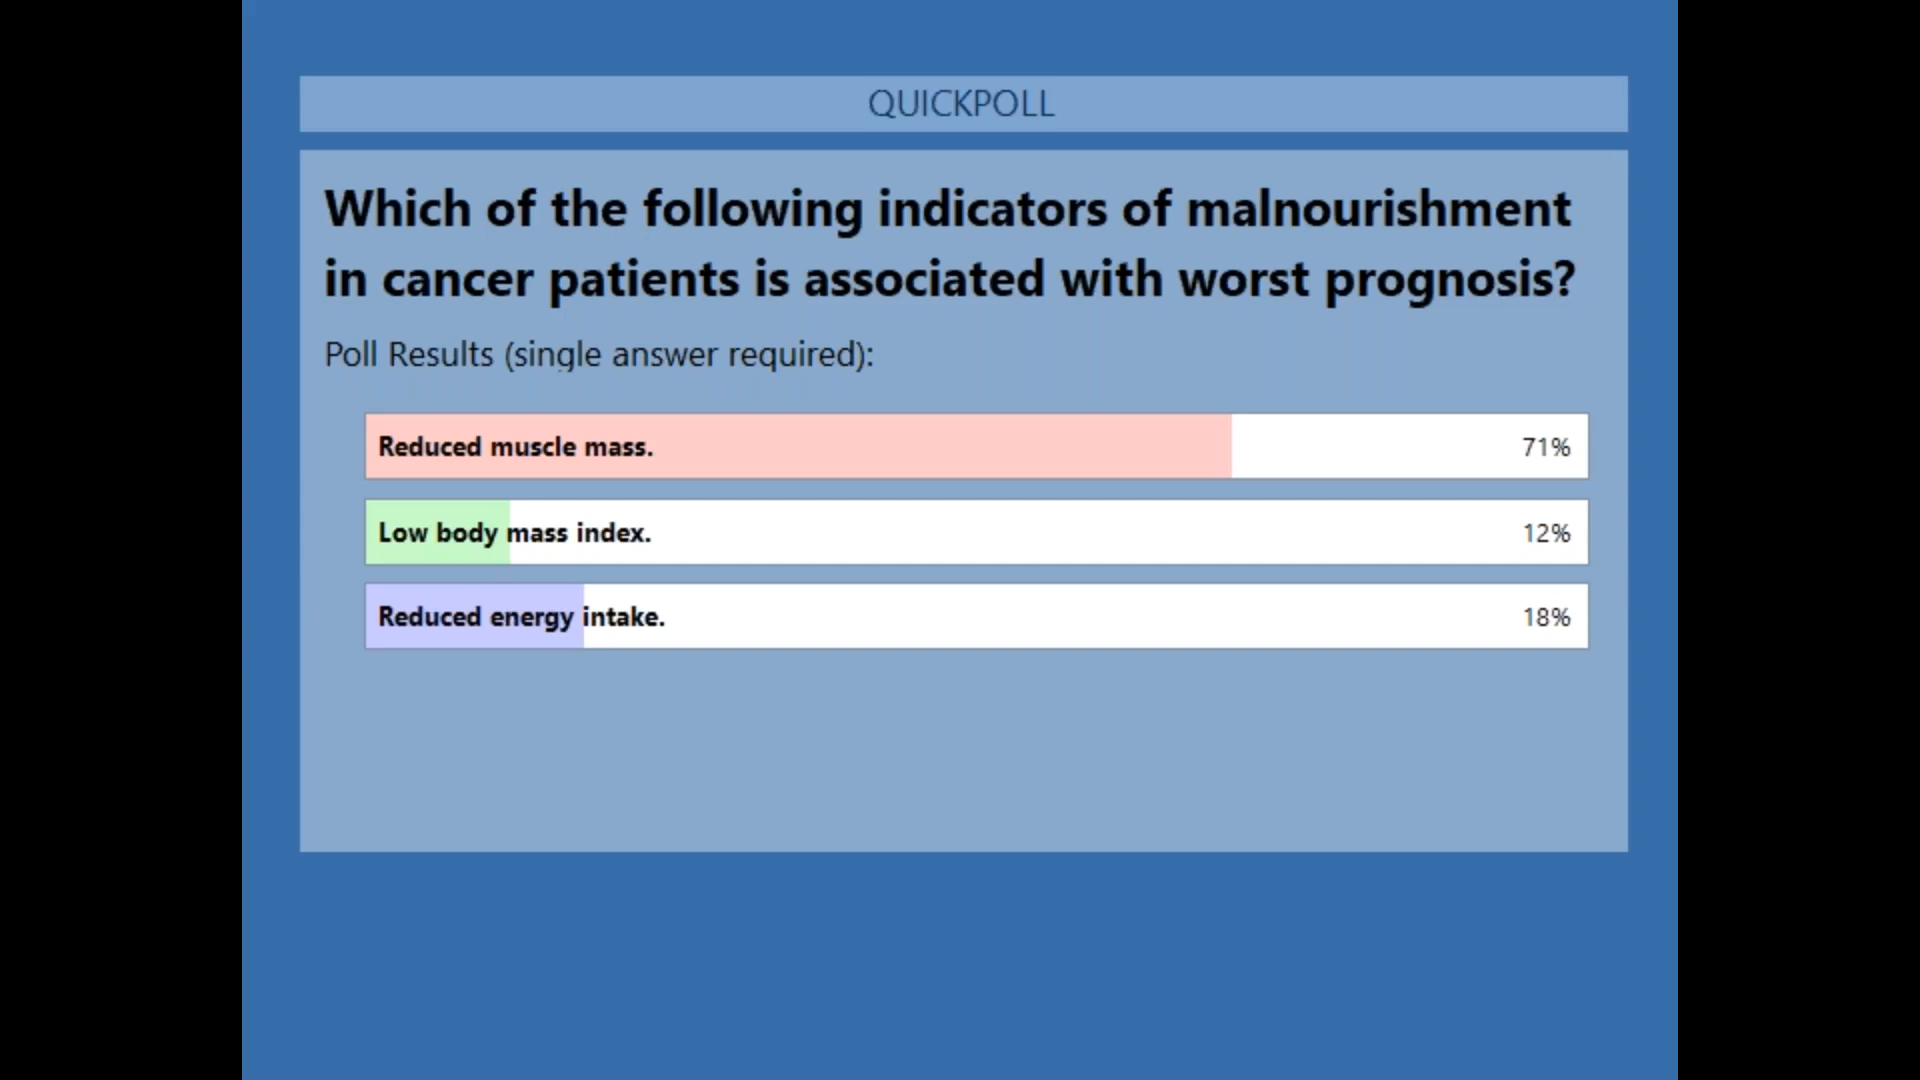 QUICKPOLL
Which of the following indicators of malnourishment
in cancer patients is associated with worst prognosis?
Poll Results (single answer required):
Reduced muscle mass. 71%
Low body mass index. 12%
Reduced energy intake. 18%